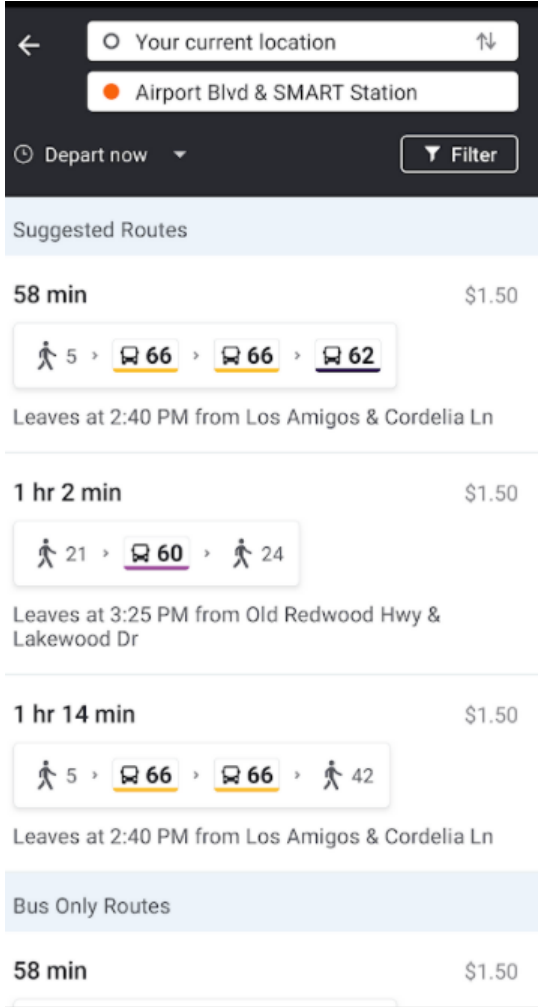 Your current location
Airport Blvd & SMART Station
Depart now Filter
Suggested Routes
58 min $1.50
5 › 66 › 66 › 62
Leaves at 2:40 PM from Los Amigos & Cordelia Ln
1 hr 2 min $1.50
21 › 60 › 24
Leaves at 3:25 PM from Old Redwood Hwy &
Lakewood Dr
1 hr 14 min $1.50
5 › 66 › 66 › 42
Leaves at 2:40 PM from Los Amigos & Cordelia Ln
Bus Only Routes
58 min $1.50